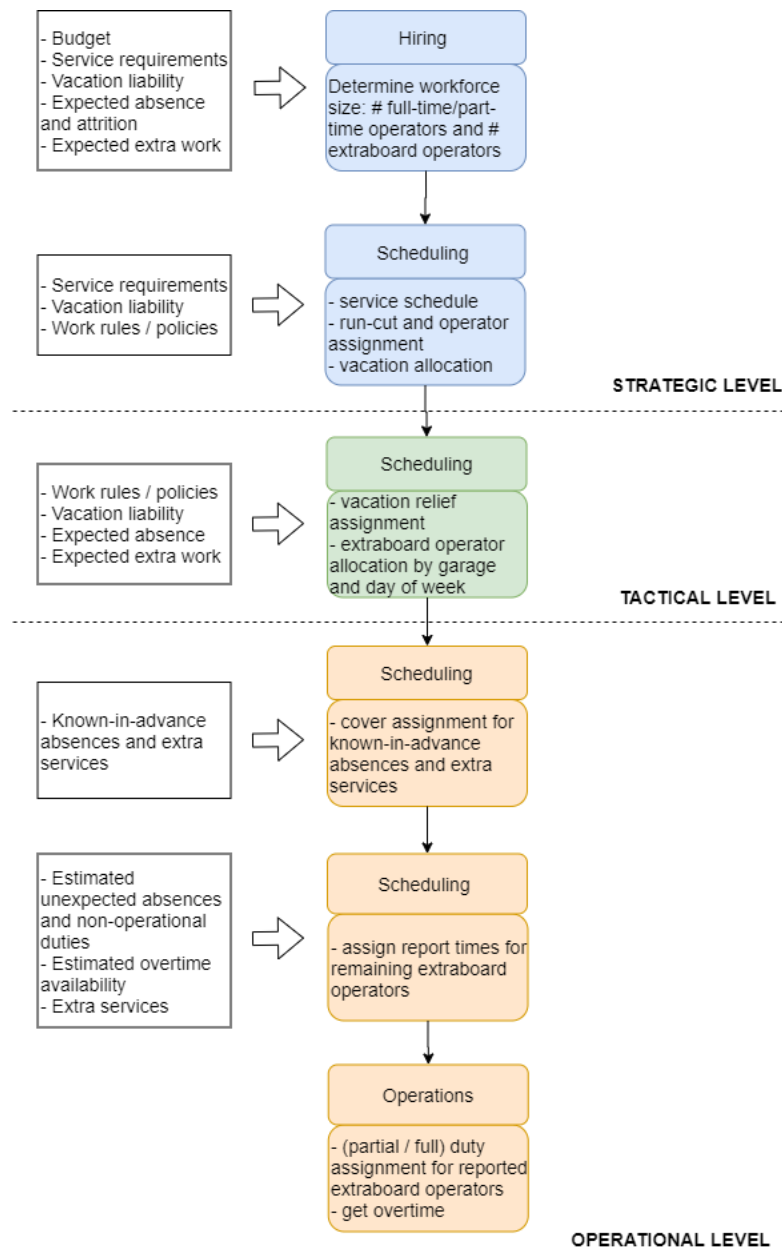 - Budget
- Service requirements
- Vacation liability
- Expected absence
and attrition
- Expected extra work
Hiring
Determine workforce
size: # full-time/part-
time operators and #
extraboard operators
- Service requirements
- Vacation liability
- Work rules / policies
Scheduling
- service schedule
- run-cut and operator
assignment
- vacation allocation
STRATEGIC LEVEL
- Work rules / policies
- Vacation liability
- Expected absence
- Expected extra work
Scheduling
- vacation relief
assignment
- extraboard operator
allocation by garage
and day of week
TACTICAL LEVEL
- Known-in-advance
absences and extra
services
Scheduling
- cover assignment for
known-in-advance
absences and extra
services
- Estimated
unexpected absences
and non-operational
duties
- Estimated overtime
availability
- Extra services
Scheduling
- assign report times for
remaining extraboard
operators
Operations
- (partial / full) duty
assignment for reported
extraboard operators
- get overtime
OPERATIONAL LEVEL